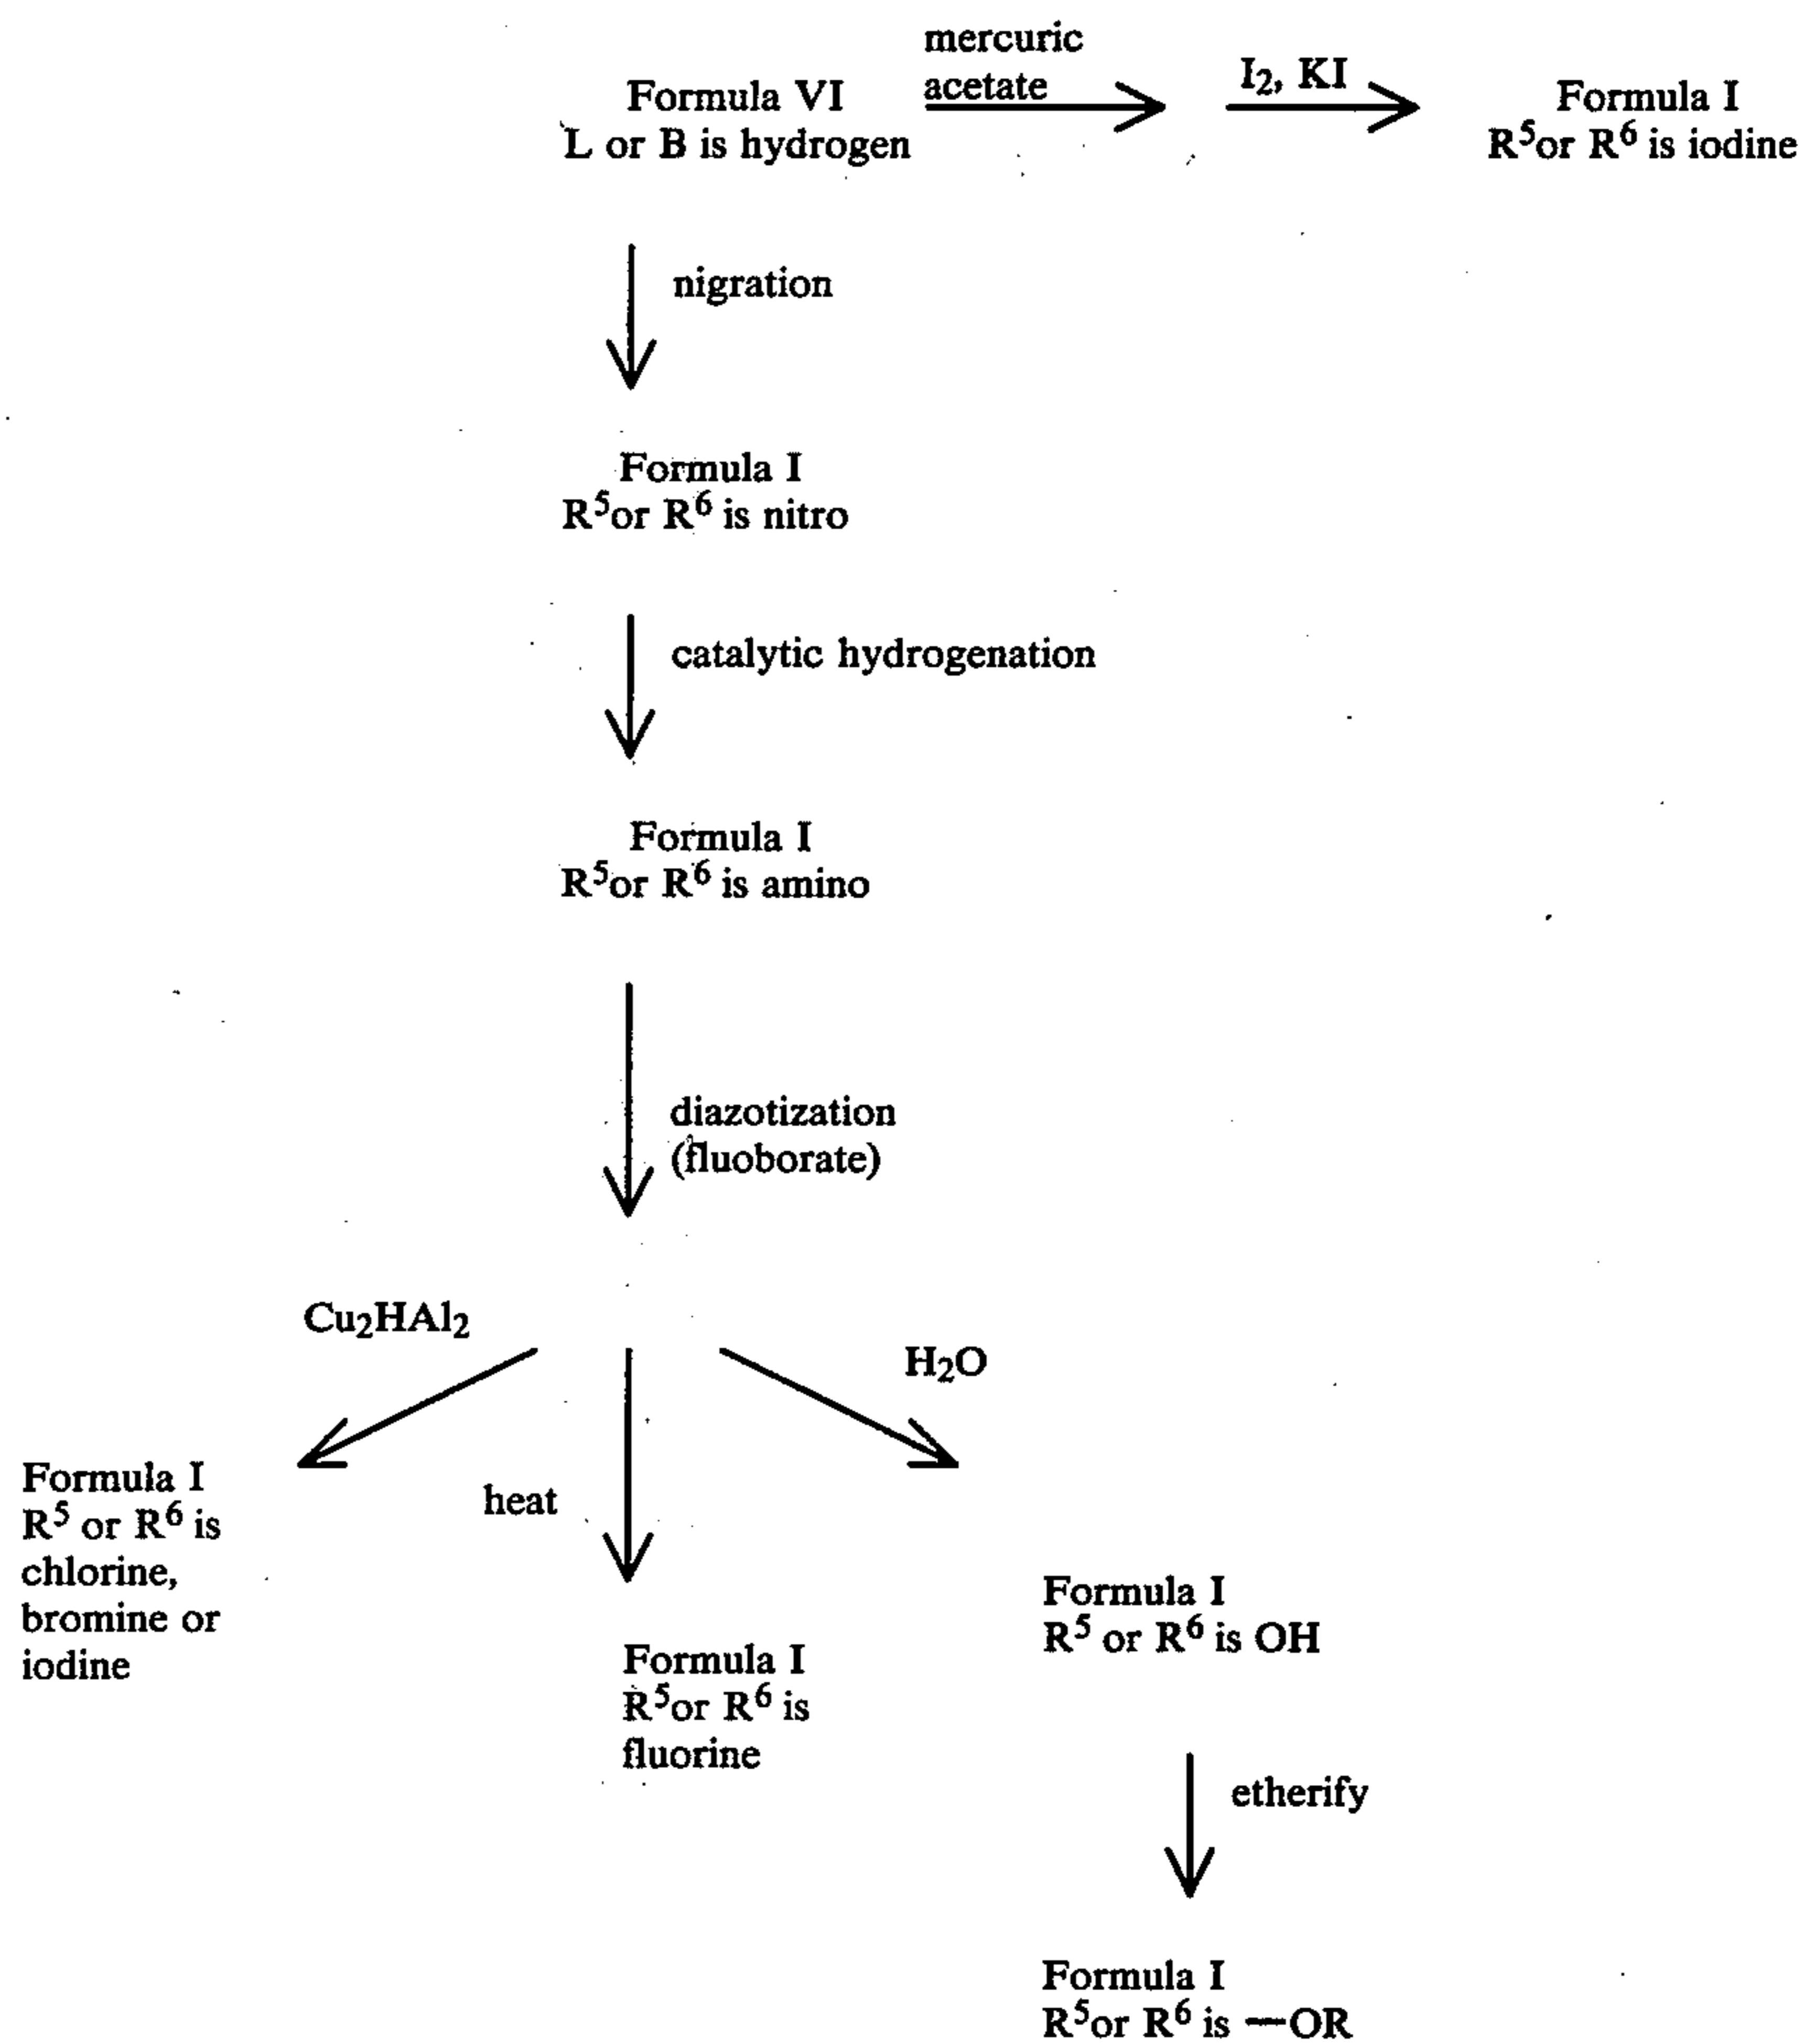 mercuric
acetate
I₂, KI
Formula VI
L or B is hydrogen
Formula I
R⁵or R⁶ is iodine
nigration
Formula I
R⁵or R⁶ is nitro
catalytic hydrogenation
Formula I
R⁵or R⁶ is amino
diazotization
(fluoborate)
Cu₂HAl₂
H₂O
heat
Formula I
R⁵ or R⁶ is
chlorine,
bromine or
iodine
Formula I
R⁵or R⁶ is
fluorine
Formula I
R⁵ or R⁶ is OH
etherify
Formula I
R⁵or R⁶ is —OR